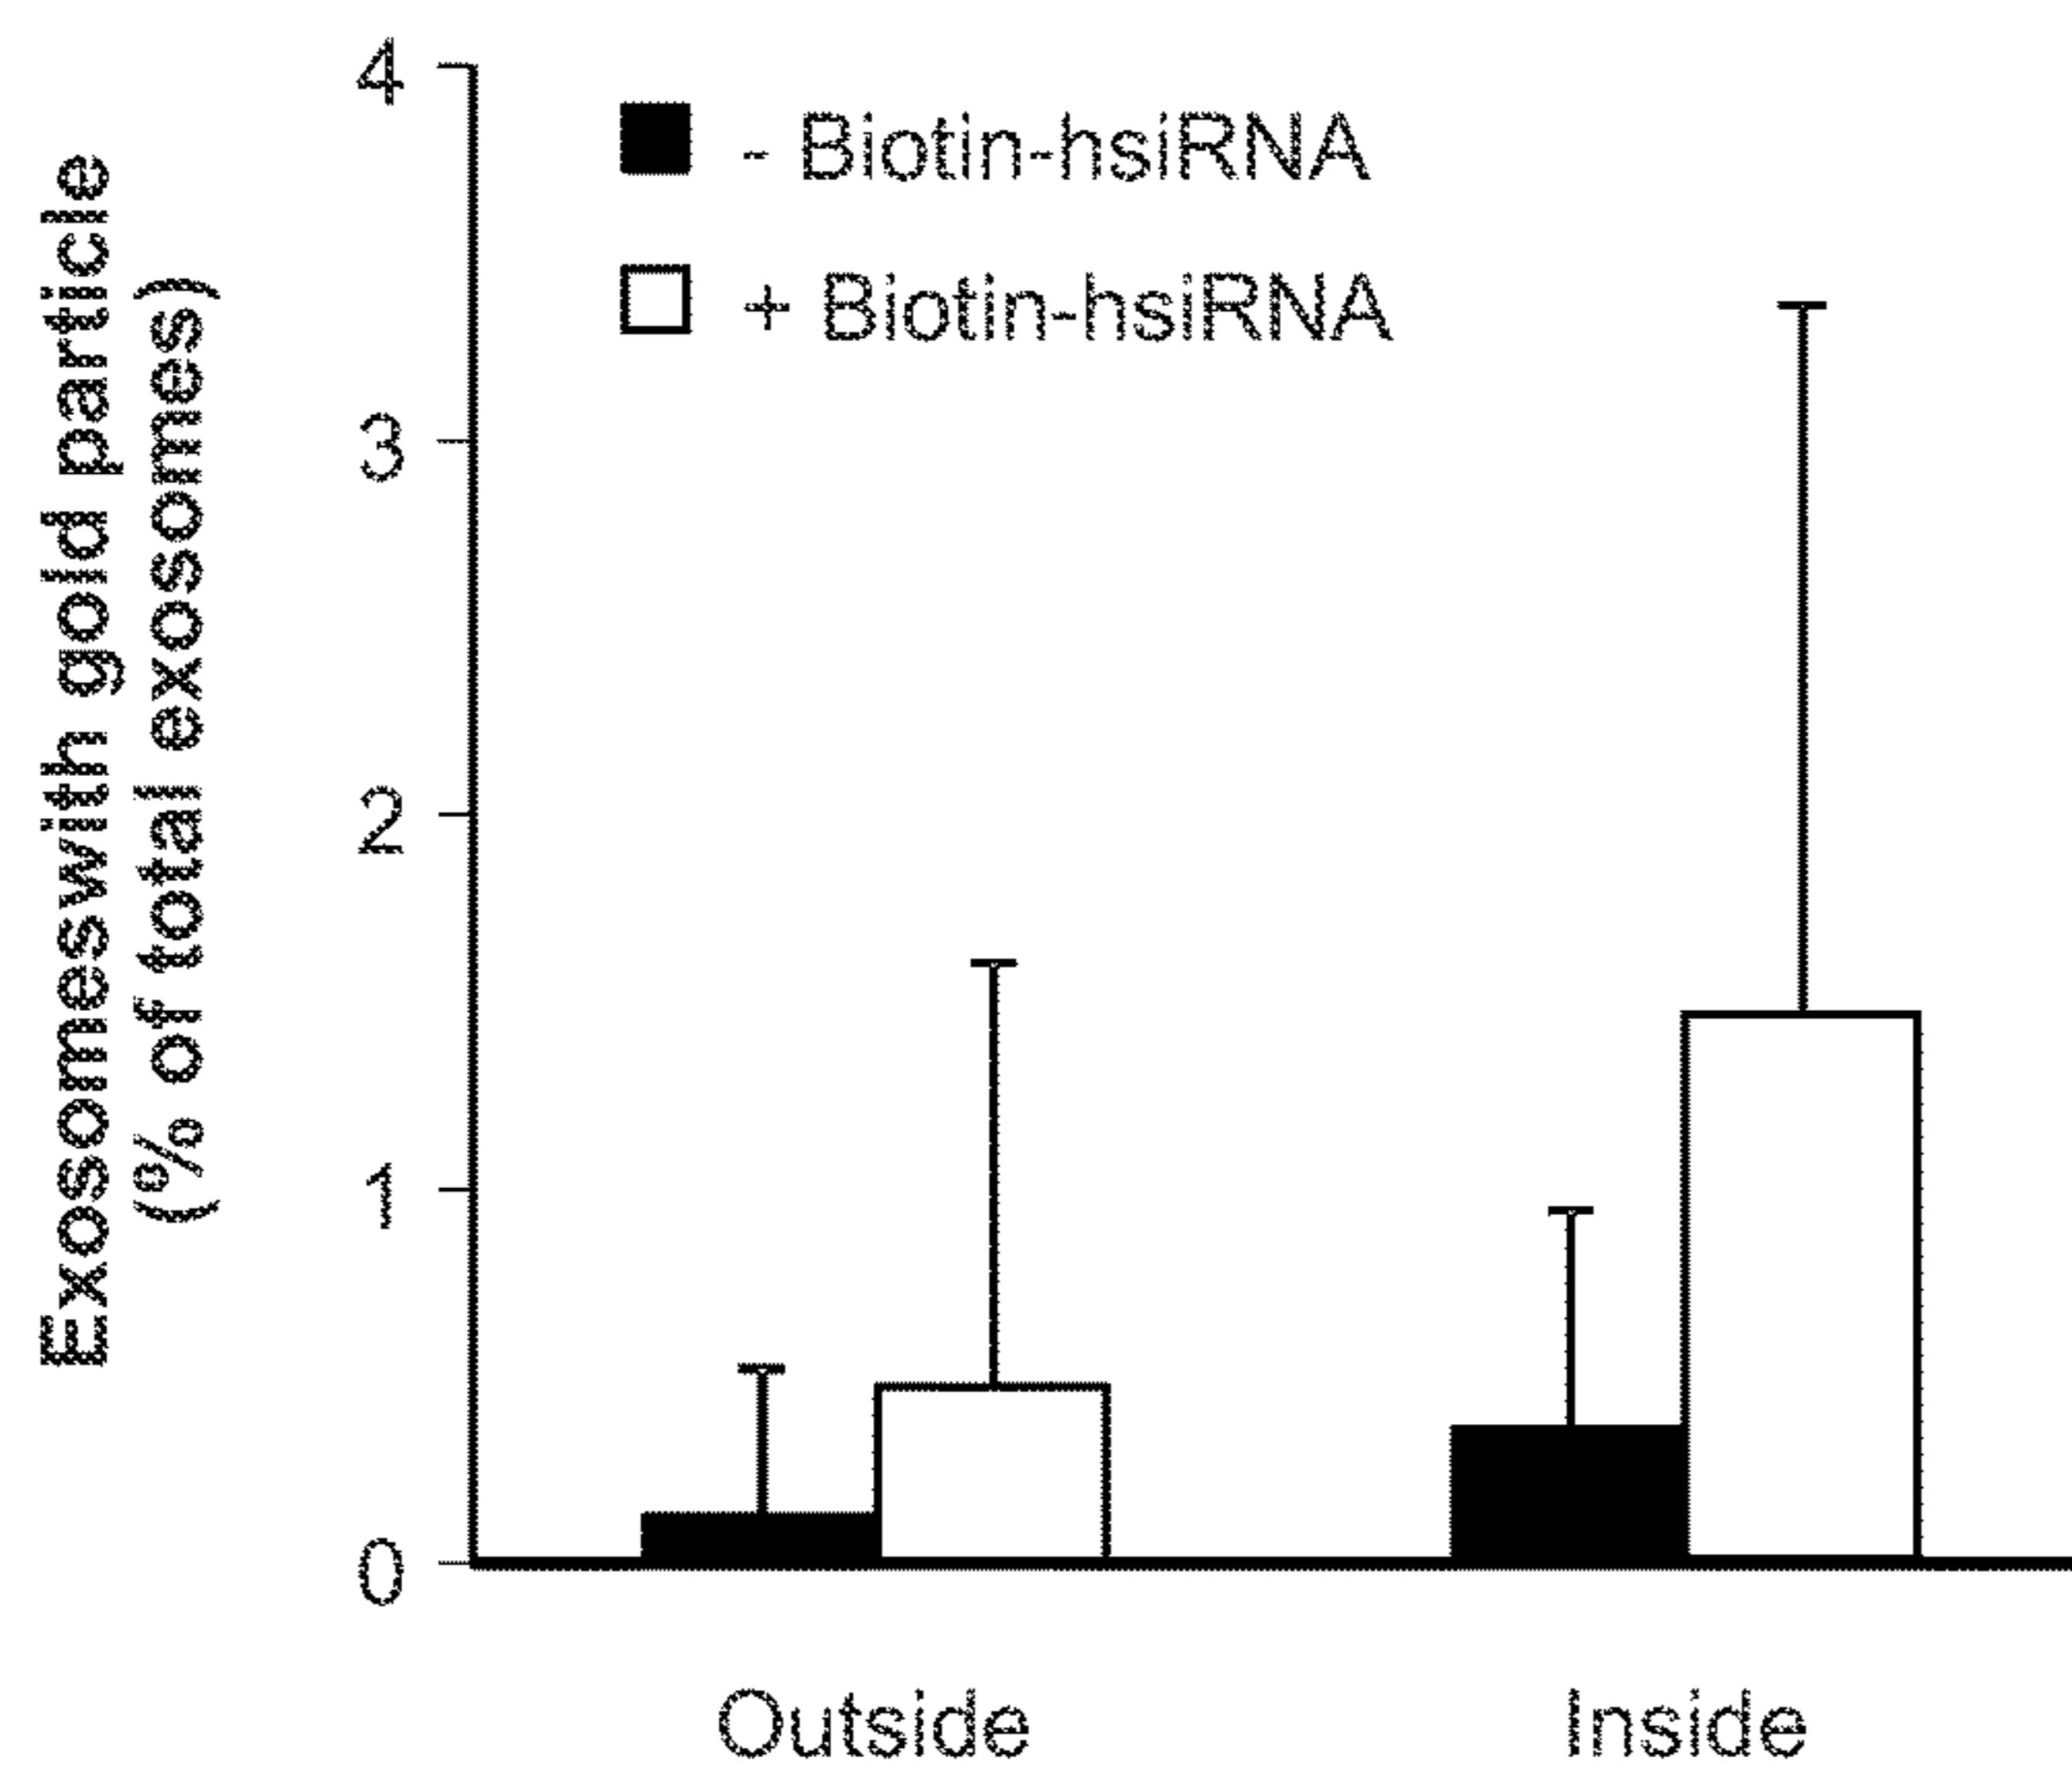 Exosomeswith gold particle
(% of total exosomes)
4
3
2
1
0
- Biotin-hsiRNA
+ Biotin-hsiRNA
Outside
Inside